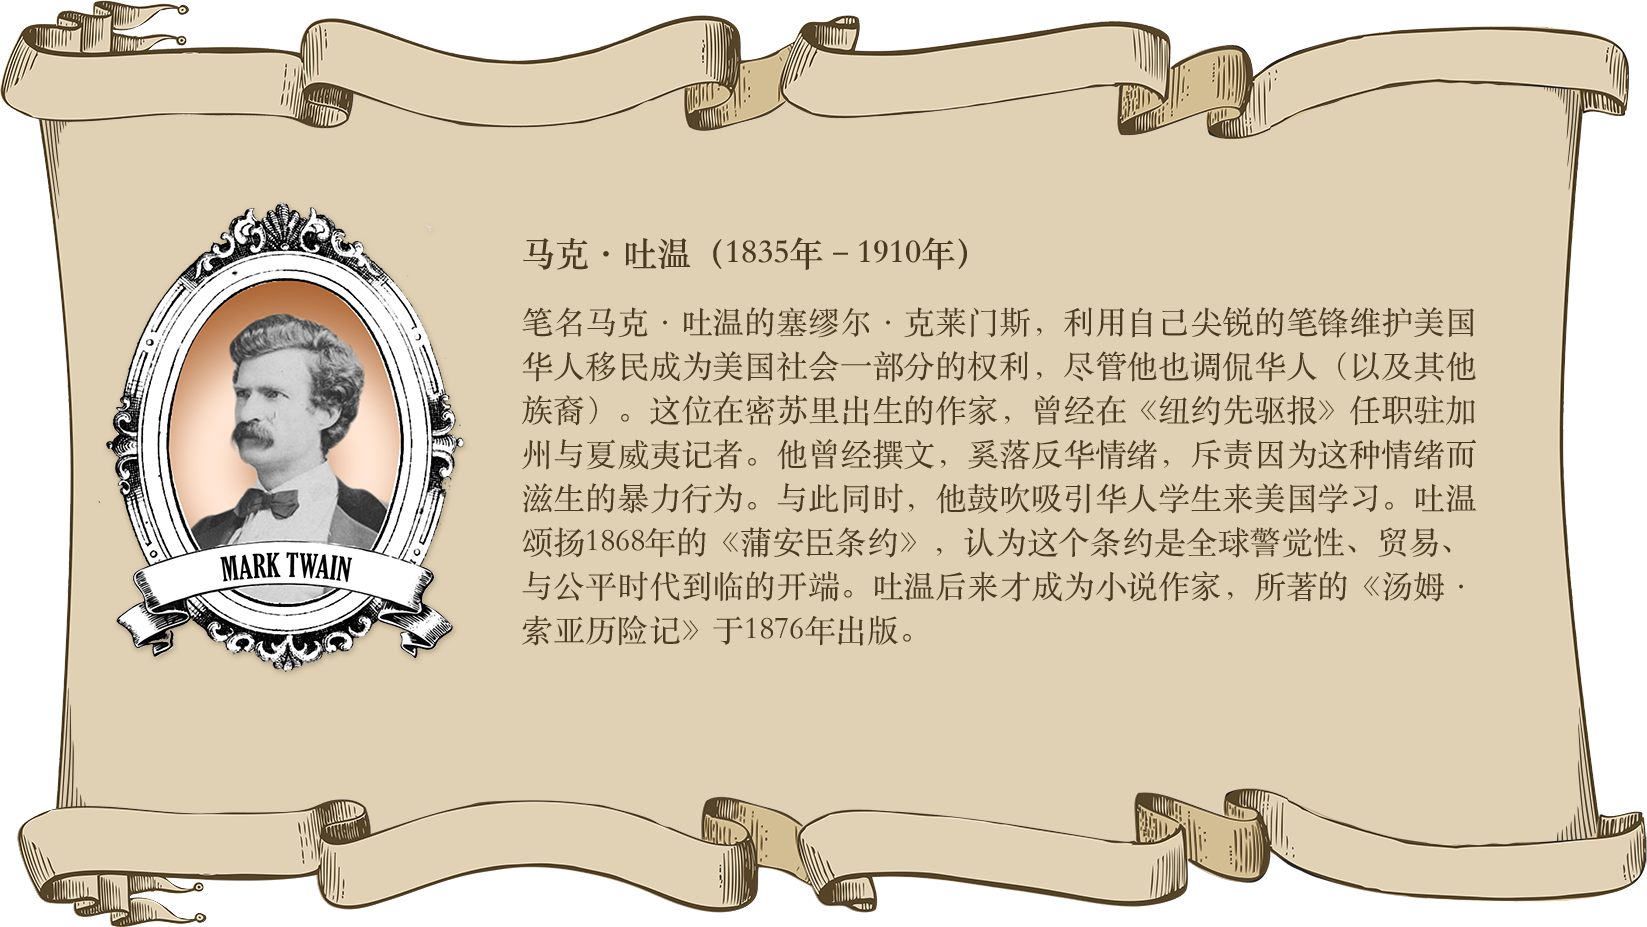 马克·吐温（1835年–1910年）
笔名马克·吐温的塞缪尔·克莱门斯，利用自己尖锐的笔锋维护美国
华人移民成为美国社会一部分的权利，尽管他也调侃华人（以及其他
族裔）。这位在密苏里出生的作家，曾经在《纽约先驱报》任职驻加
州与夏威夷记者。他曾经撰文，奚落反华情绪，斥责因为这种情绪而
滋生的暴力行为。与此同时，他鼓吹吸引华人学生来美国学习。吐温
颂扬1868年的《蒲安臣条约》，认为这个条约是全球警觉性、贸易、
与公平时代到临的开端。吐温后来才成为小说作家，所著的《汤姆·
索亚历险记》于1876年出版。
MARK TWAIN